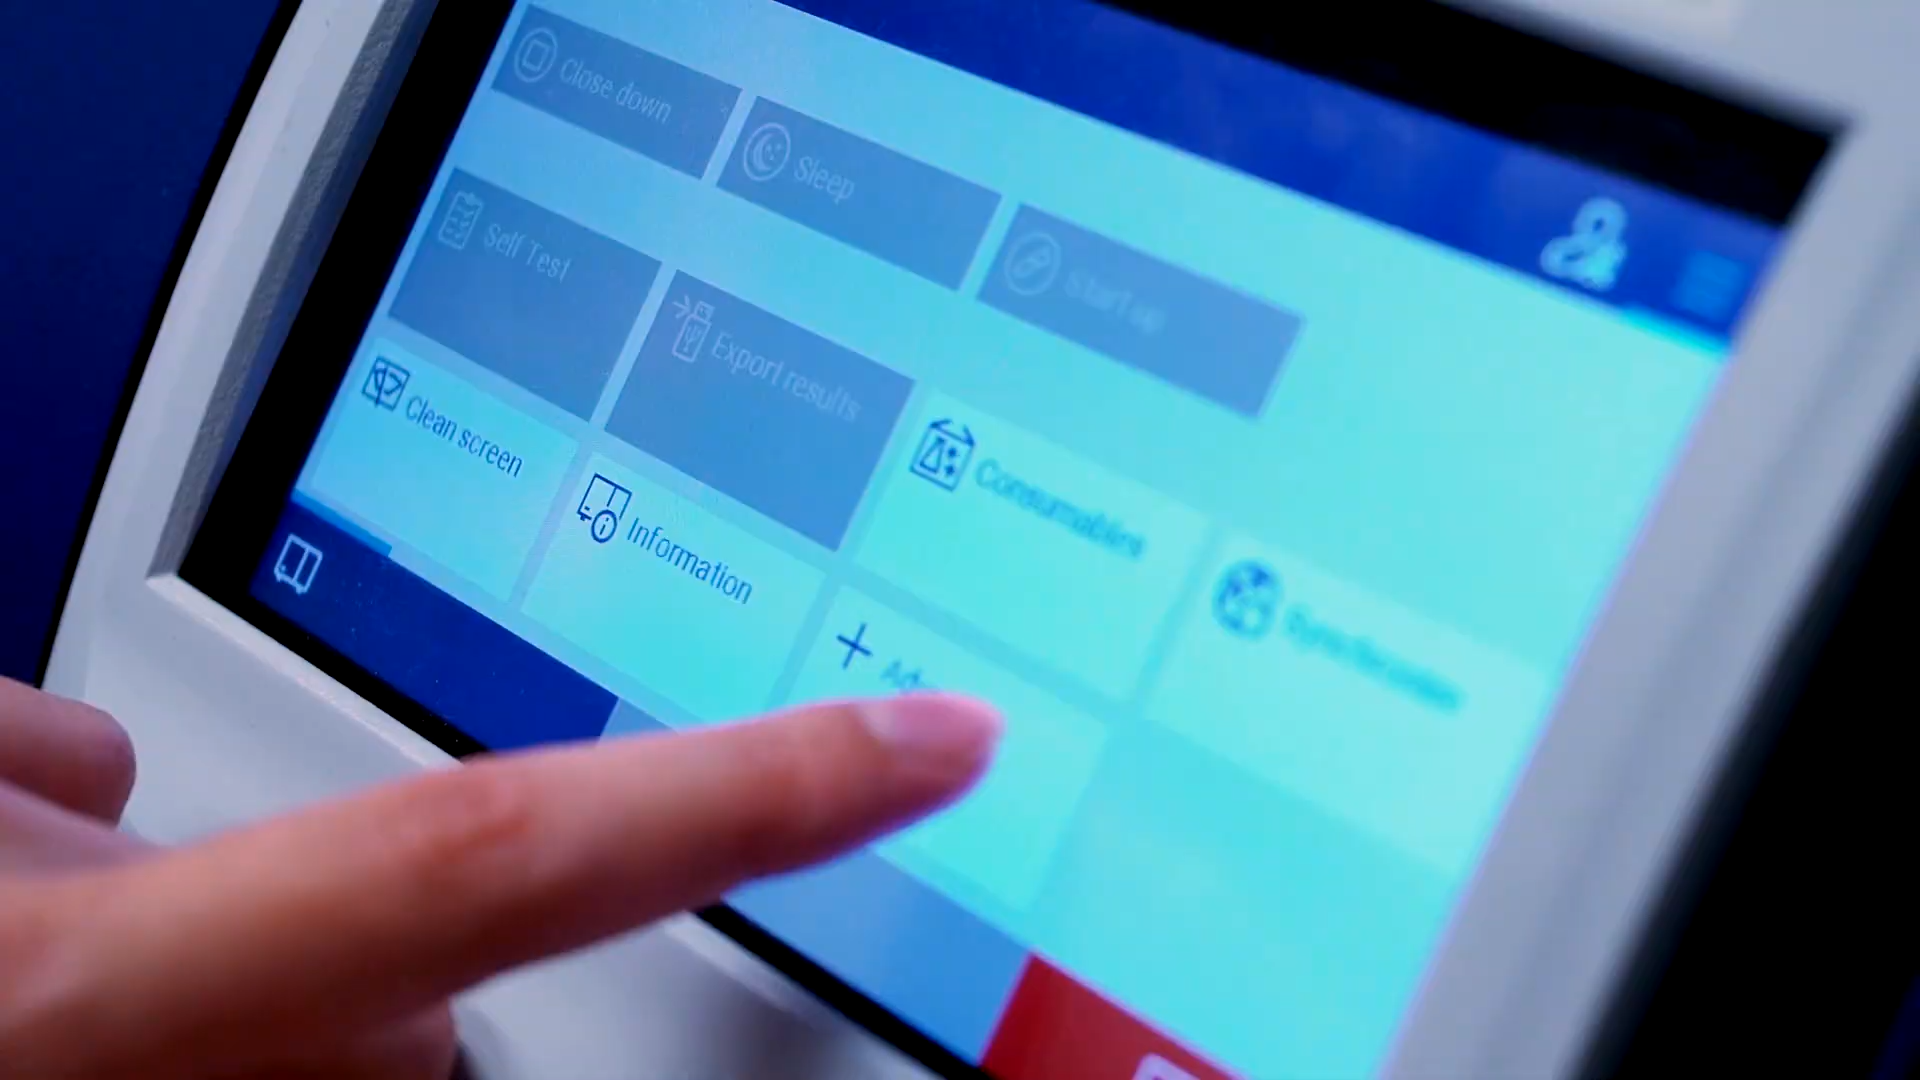 Close down
Sleep
Start up
Self Test
Export results
Consumables
Clean screen
Information